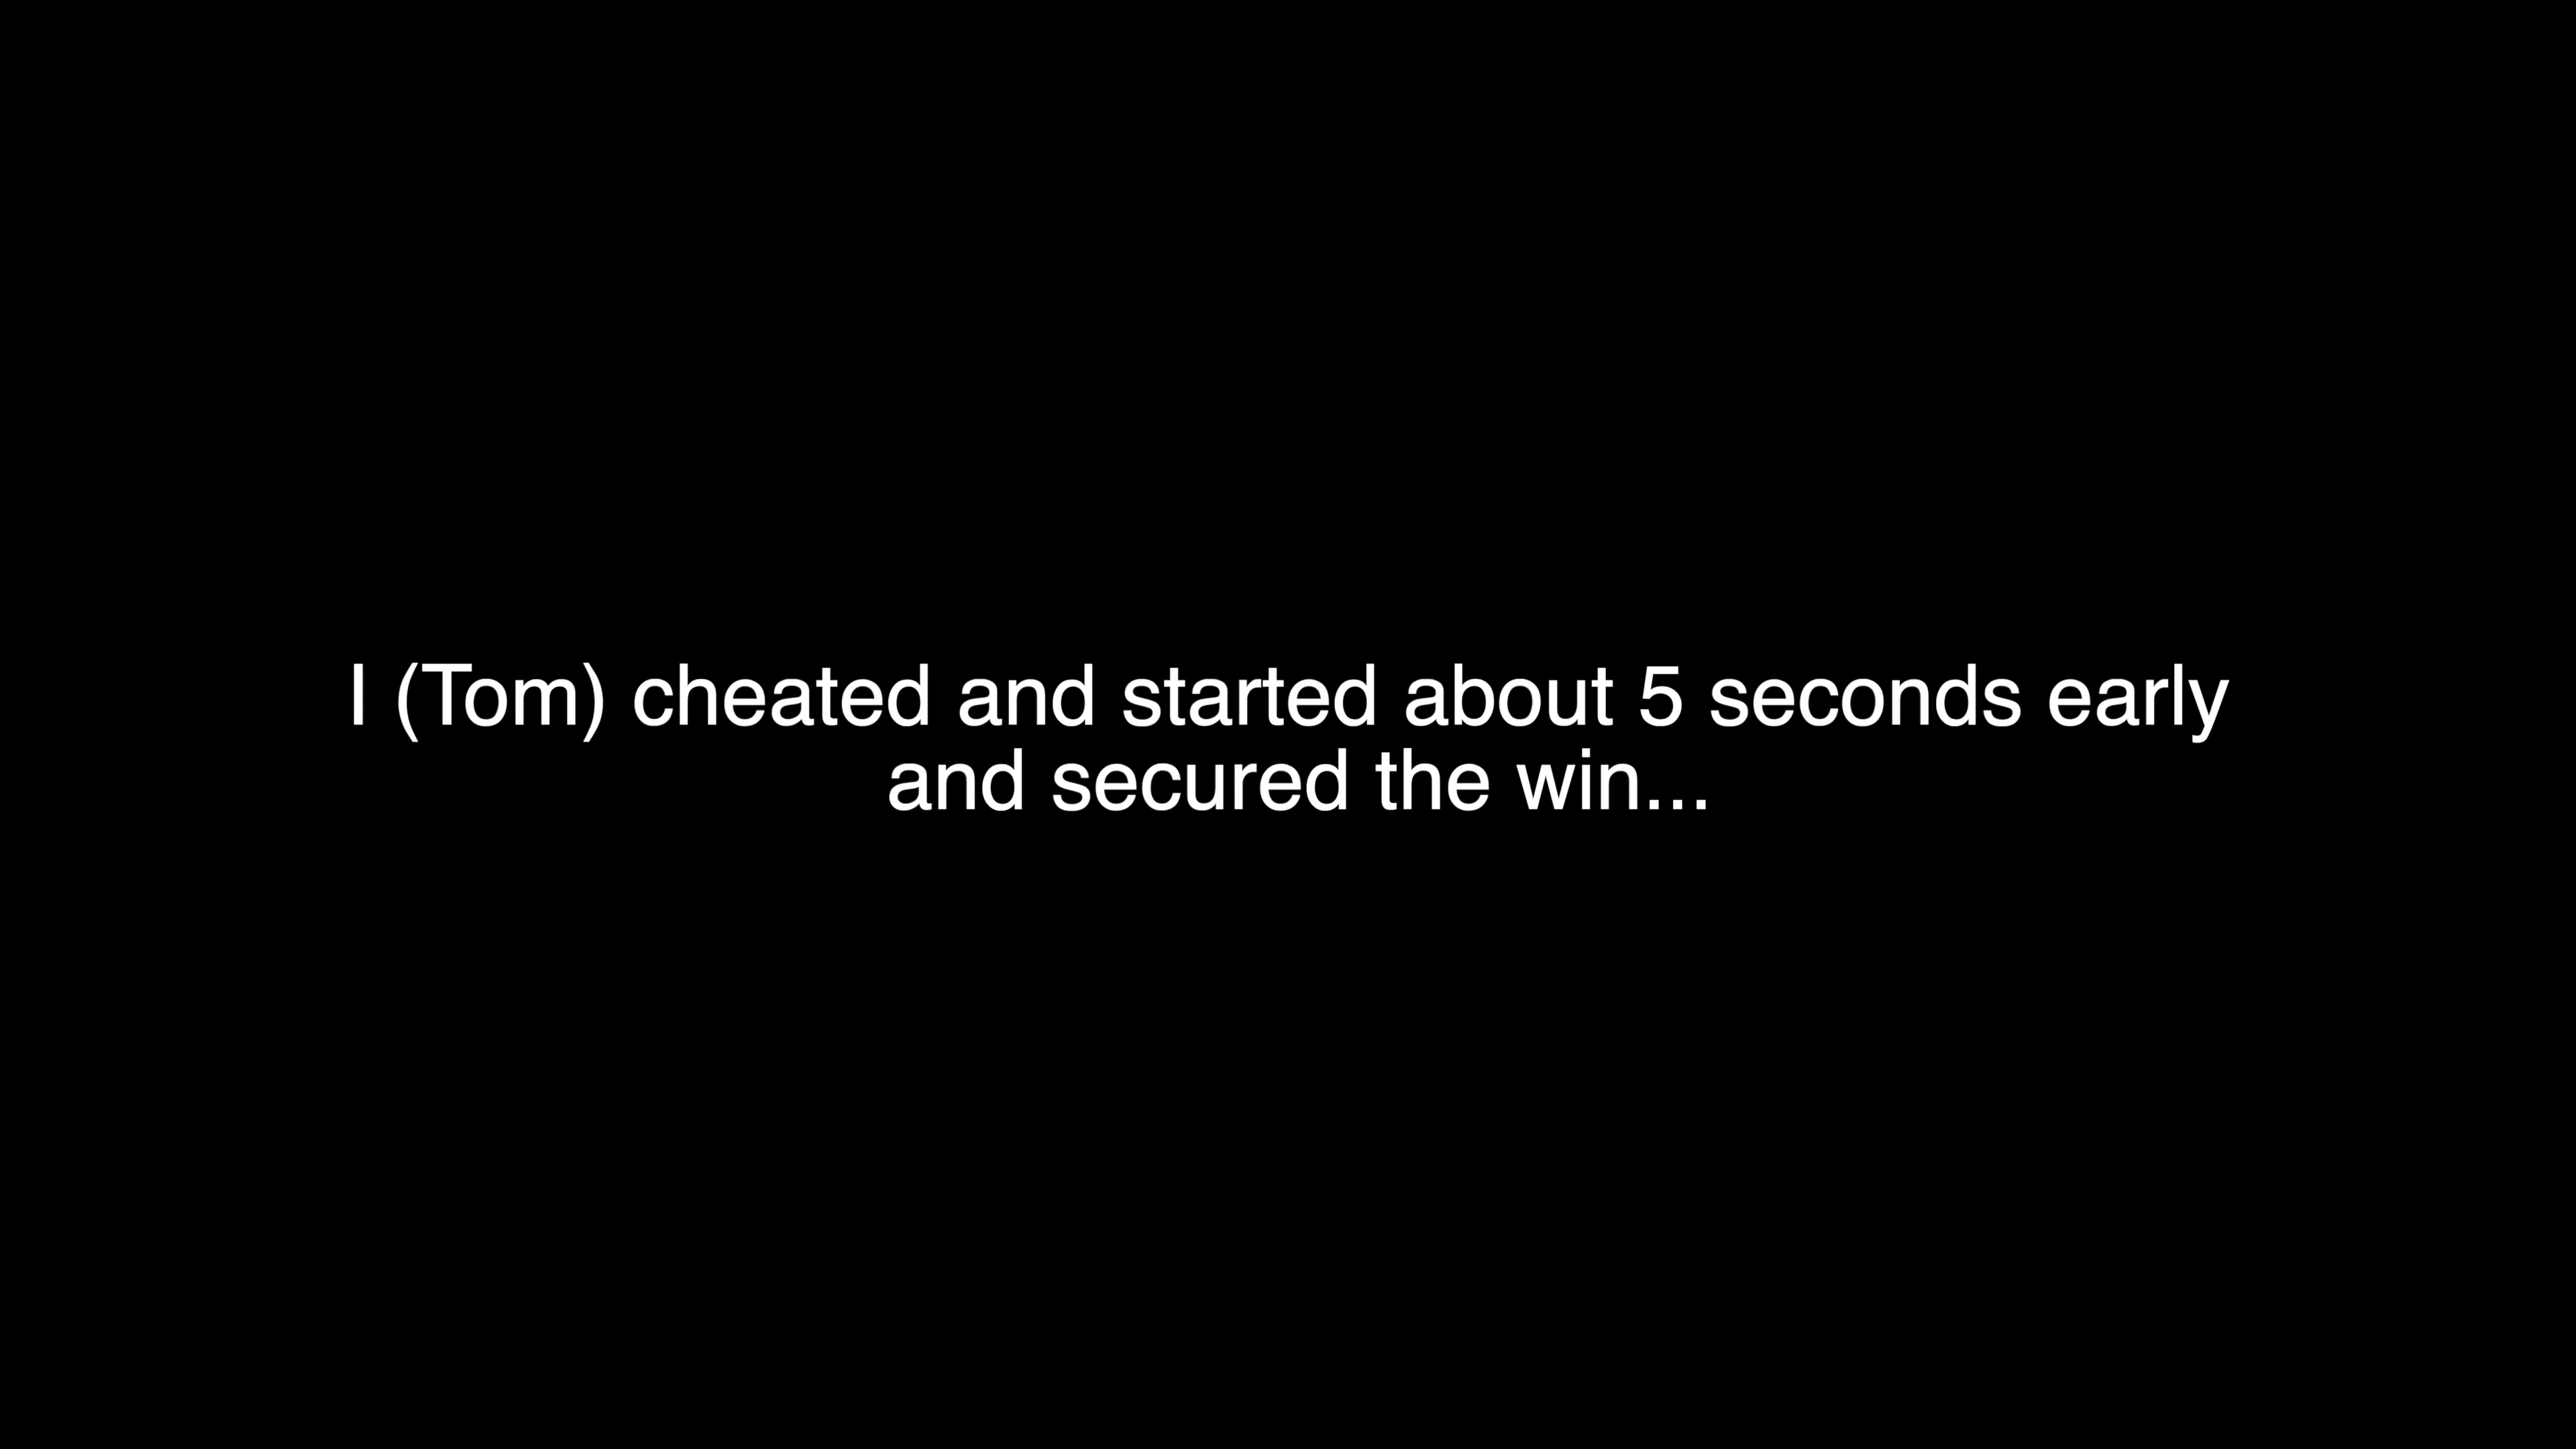 I (Tom) cheated and started about 5 seconds early
and secured the win...